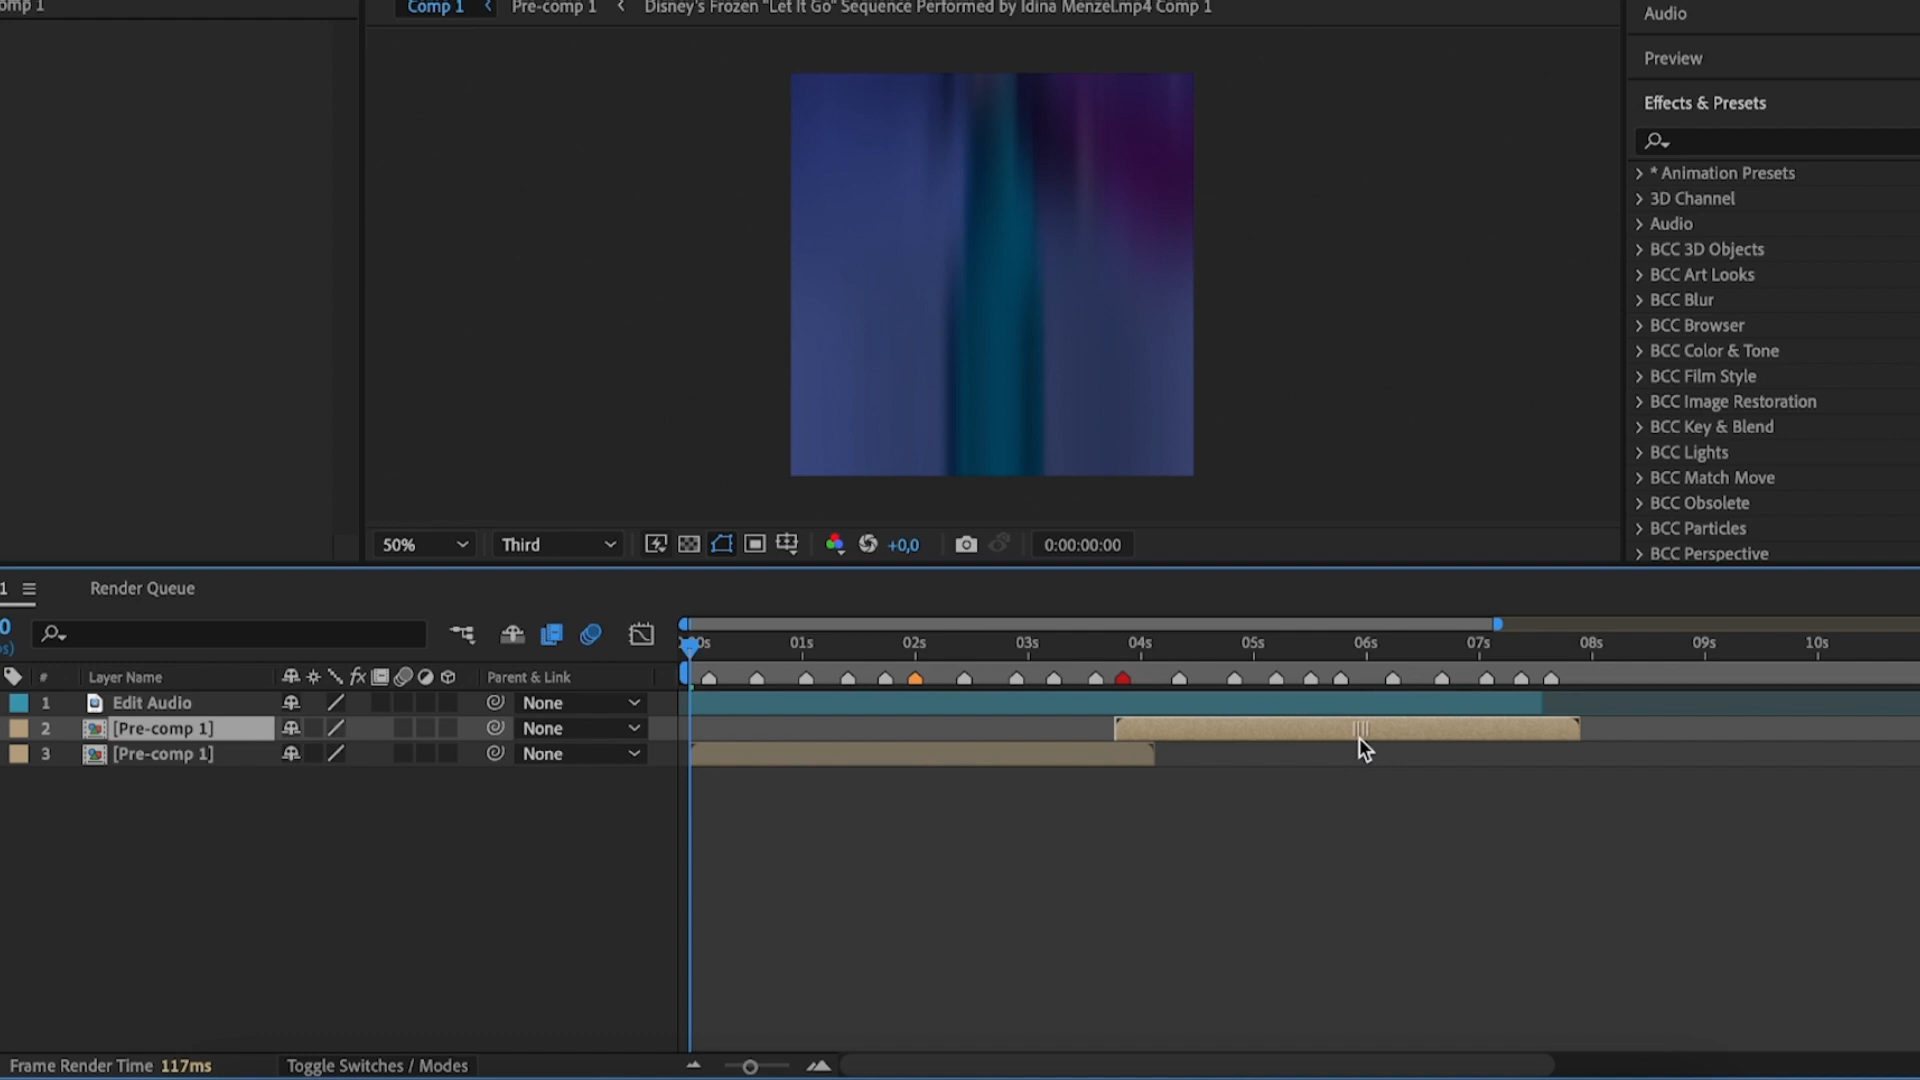 omp 1
Comp 1 < Pre-comp 1 < Disney's Frozen "Let It Go" Sequence Performed by Idina Menzel.mp4 Comp 1
Audio
Preview
Effects & Presets
* Animation Presets
3D Channel
Audio
BCC 3D Objects
BCC Art Looks
BCC Blur
BCC Browser
BCC Color & Tone
BCC Film Style
BCC Image Restoration
BCC Key & Blend
BCC Lights
BCC Match Move
BCC Obsolete
BCC Particles
BCC Perspective
50% Third +0,0 0:00:00:00
1 Render Queue
0
s)
00s 01s 02s 03s 04s 05s 06s 07s 08s 09s 10s
# Layer Name fx Parent & Link
1 Edit Audio None
2 [Pre-comp 1] None
3 [Pre-comp 1] None
Frame Render Time 117ms Toggle Switches / Modes